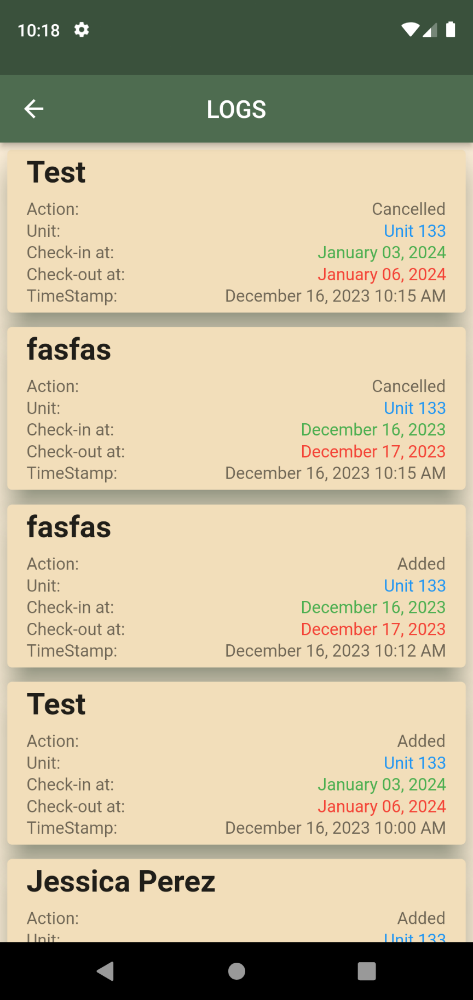 10:18
LOGS
Test
Action: Cancelled
Unit: Unit 133
Check-in at: January 03, 2024
Check-out at: January 06, 2024
TimeStamp: December 16, 2023 10:15 AM
fasfas
Action: Cancelled
Unit: Unit 133
Check-in at: December 16, 2023
Check-out at: December 17, 2023
TimeStamp: December 16, 2023 10:15 AM
fasfas
Action: Added
Unit: Unit 133
Check-in at: December 16, 2023
Check-out at: December 17, 2023
TimeStamp: December 16, 2023 10:12 AM
Test
Action: Added
Unit: Unit 133
Check-in at: January 03, 2024
Check-out at: January 06, 2024
TimeStamp: December 16, 2023 10:00 AM
Jessica Perez
Action: Added
Unit: Unit 133